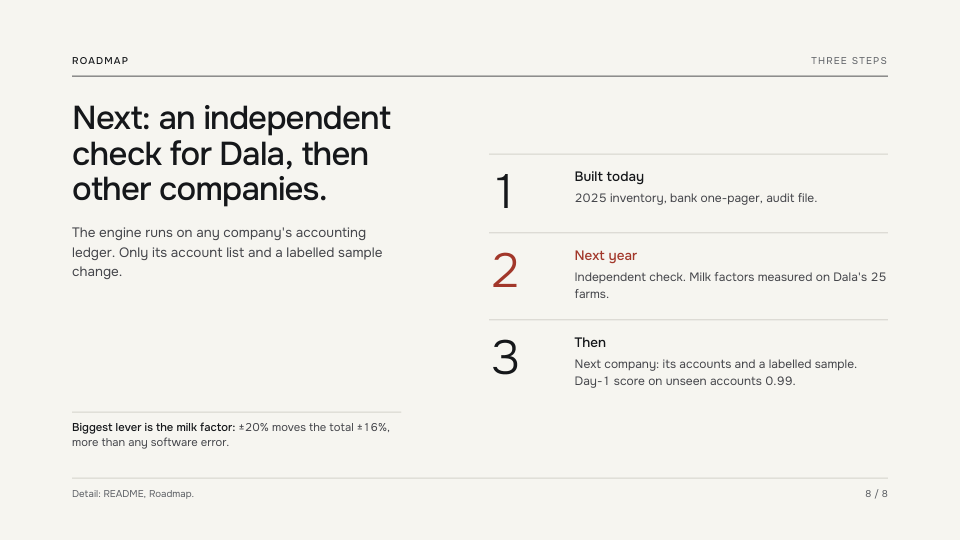 ROADMAP
THREE STEPS
Next: an independent
check for Dala, then
other companies.
The engine runs on any company's accounting
ledger. Only its account list and a labelled sample
change.
Biggest lever is the milk factor: ±20% moves the total ±16%,
more than any software error.
1
Built today
2025 inventory, bank one-pager, audit file.
2
Next year
Independent check. Milk factors measured on Dala's 25
farms.
3
Then
Next company: its accounts and a labelled sample.
Day-1 score on unseen accounts 0.99.
Detail: README, Roadmap.
8 / 8